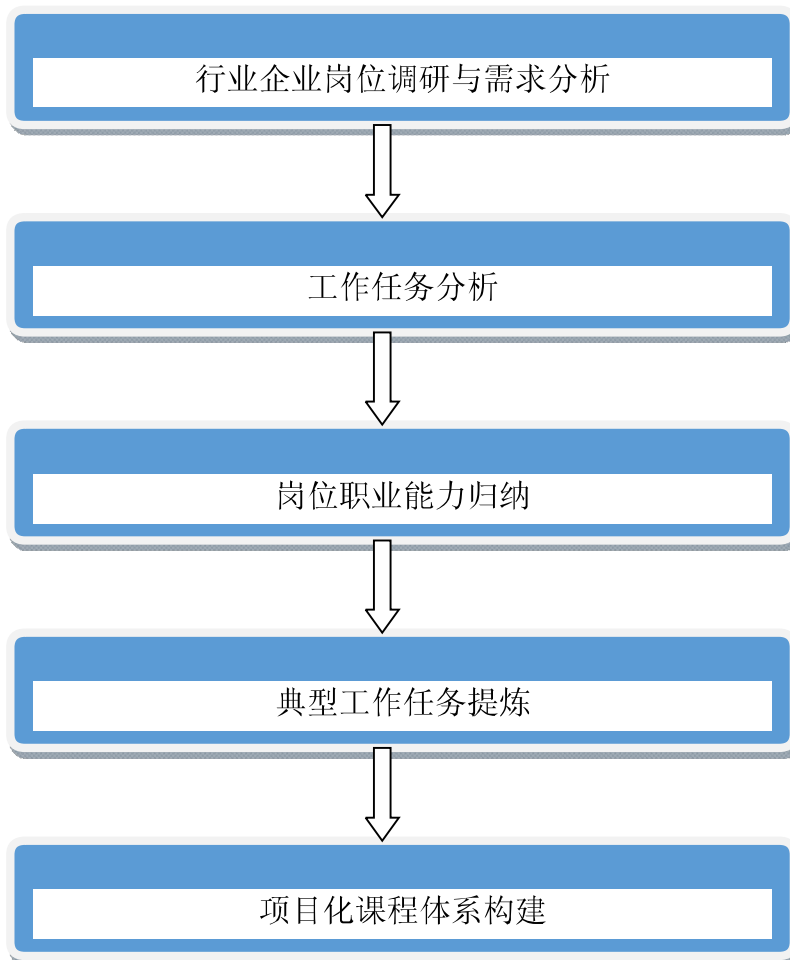 行业企业岗位调研与需求分析
工作任务分析
岗位职业能力归纳
典型工作任务提炼
项目化课程体系构建